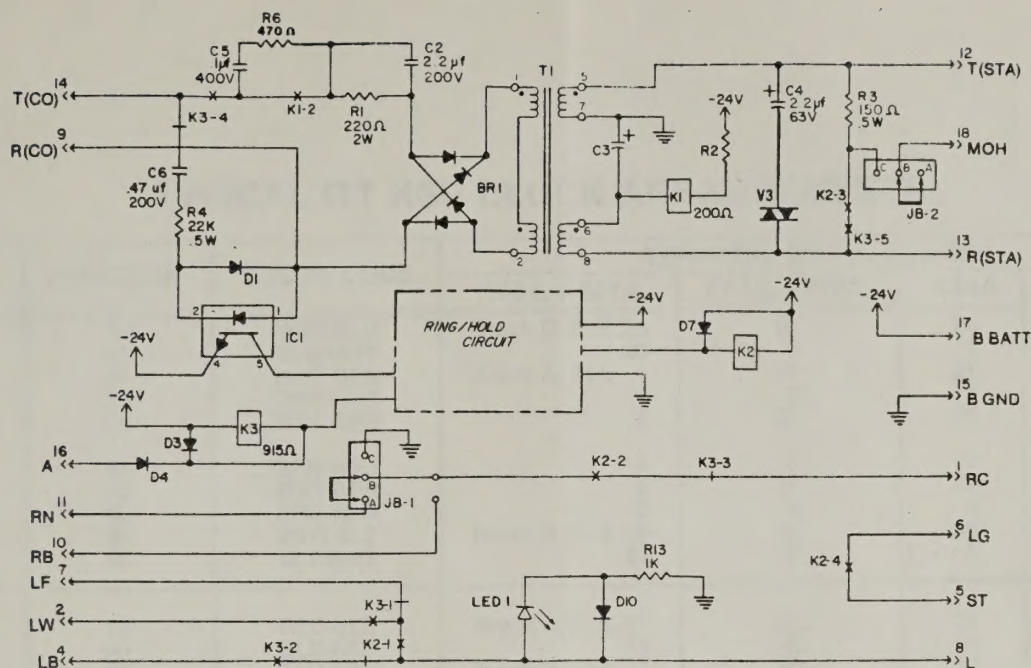 R6
470Ω
C5
.1µf
400V
C2
2.2µf
200V
14
T(CO)
K1-2
R1
220Ω
2W
K3-4
9
R(CO)
C6
.47 uf
200V
R4
22K
.5W
D1
2
1
IC1
4
5
-24V
BR1
T1
1
5
7
2
6
8
C3
-24V
R2
K1
200Ω
C4
2.2µf
63V
V3
R3
150Ω
.5W
12
T(STA)
18
MOH
C
B
A
JB-2
K2-3
K3-5
13
R(STA)
RING/HOLD
CIRCUIT
-24V
D7
K2
-24V
-24V
17
B BATT
15
B GND
-24V
K3
915Ω
D3
D4
16
A
C
B
A
JB-1
11
RN
10
RB
K2-2
K3-3
1
RC
6
LG
K2-4
5
ST
7
LF
K3-1
2
LW
K2-1
4
LB
K3-2
LED 1
D10
R13
1K
8
L